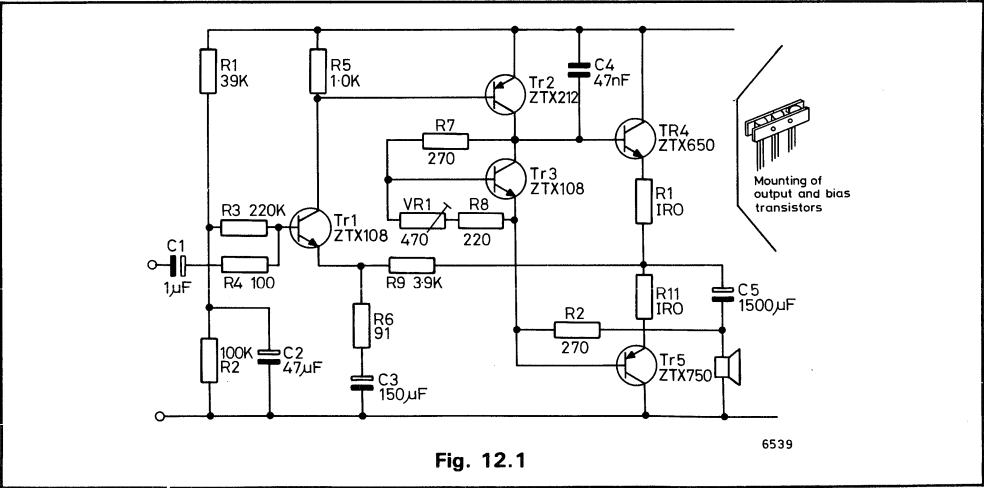 R1
39K
R5
1·0K
Tr2
ZTX212
C4
47nF
R7
270
TR4
ZTX650
Tr3
ZTX108
Mounting of
output and bias
transistors
R1
IRO
VR1
470
R8
220
R3 220K
Tr1
ZTX108
C1
1µF
R4 100
R9 3·9K
R11
IRO
C5
1500µF
R6
91
R2
270
100K
R2
C2
47µF
C3
150µF
Tr5
ZTX750
6539
Fig. 12.1